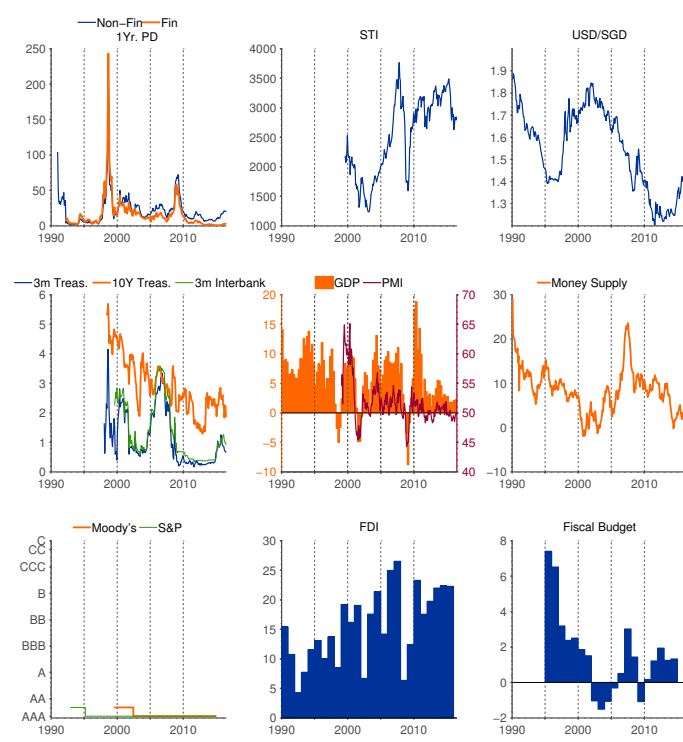 Non−Fin Fin
1Yr. PD
STI
USD/SGD
250
200
150
100
50
0
1990 2000 2010
4000
3500
3000
2500
2000
1500
1000
1990 2000 2010
1.9
1.8
1.7
1.6
1.5
1.4
1.3
1990 2000 2010
3m Treas. 10Y Treas. 3m Interbank
GDP PMI
Money Supply
6
5
4
3
2
1
0
1990 2000 2010
20
15
10
5
0
−5
−10
70
65
60
55
50
45
40
1990 2000 2010
30
20
10
0
−10
1990 2000 2010
Moody's S&P
FDI
Fiscal Budget
C
CC
CCC
B
BB
BBB
A
AA
AAA
1990 2000 2010
30
25
20
15
10
5
0
1990 2000 2010
8
6
4
2
0
−2
1990 2000 2010